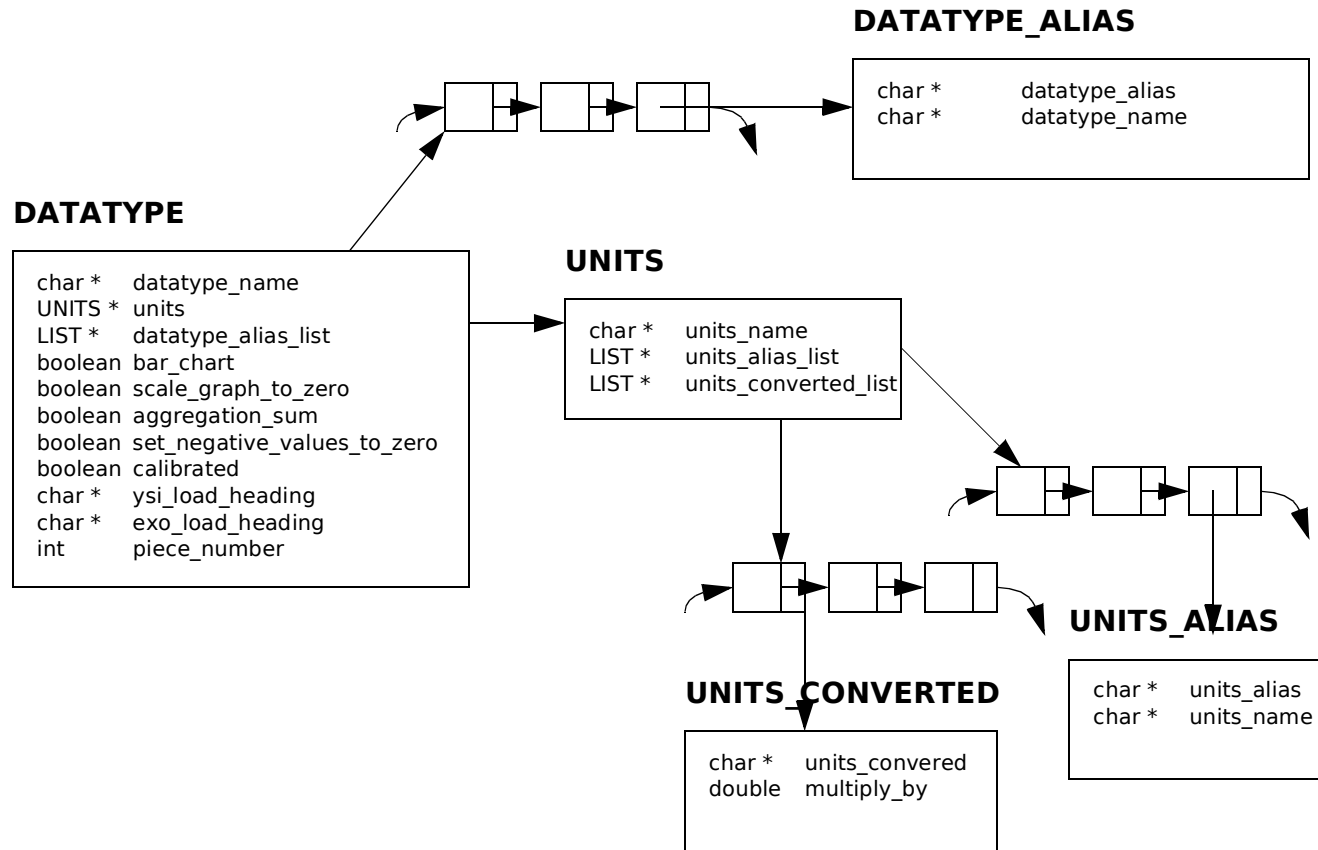 DATATYPE_ALIAS
char * datatype_alias
char * datatype_name
DATATYPE
char * datatype_name
UNITS * units
LIST * datatype_alias_list
boolean bar_chart
boolean scale_graph_to_zero
boolean aggregation_sum
boolean set_negative_values_to_zero
boolean calibrated
char * ysi_load_heading
char * exo_load_heading
int piece_number
UNITS
char * units_name
LIST * units_alias_list
LIST * units_converted_list
UNITS_ALIAS
char * units_alias
char * units_name
UNITS_CONVERTED
char * units_convered
double multiply_by